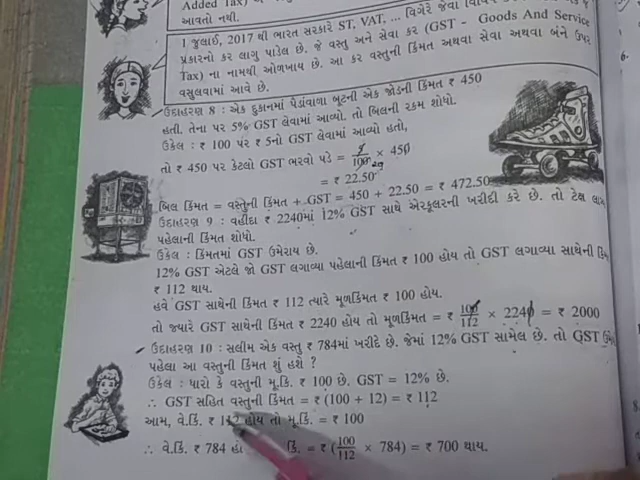 Added Tax)
આવતો નથી.
1 જુલાઈ, 2017 થી ભારત સરકારે ST, VAT, ... વિગેરે જેવા
પ્રકારનો કર લાગુ પાડેલ છે. જે વસ્તુ અને સેવા કર (GST - Goods And Service
Tax) ના નામથી ઓળખાય છે. આ કર વસ્તુની કિંમત અથવા સેવા અથવા બંને ઉપર
વસુલવામાં આવે છે.
ઉદાહરણ 8 : એક દુકાનમાં પૈડાંવાળા બૂટની એક જોડની કિંમત ₹ 450
હતી. તેના પર 5% GST લેવામાં આવ્યો. તો બિલની રકમ શોધો.
ઉકેલ : ₹ 100 પર ₹ 5નો GST લેવામાં આવ્યો હતો,
તો ₹ 450 પર કેટલો GST ભરવો પડે = 5/100 × 450
= ₹ 22.50
બિલ કિંમત = વસ્તુની કિંમત + GST = 450 + 22.50 = ₹ 472.50
ઉદાહરણ 9 : વહીદા ₹ 2240માં 12% GST સાથે એરકૂલરની ખરીદી કરે છે. તો ટેક્ષ
પહેલાની કિંમત શોધો.
ઉકેલ : કિંમતમાં GST ઉમેરાય છે.
12% GST એટલે જો GST લગાવ્યા પહેલાની કિંમત ₹ 100 હોય તો GST લગાવ્યા સાથેની
₹ 112 થાય.
હવે GST સાથેની કિંમત ₹ 112 ત્યારે મૂળકિંમત ₹ 100 હોય.
તો જ્યારે GST સાથેની કિંમત ₹ 2240 હોય તો મૂળકિંમત = ₹ 100/112 × 2240 = ₹ 2000
ઉદાહરણ 10 : સલીમ એક વસ્તુ ₹ 784માં ખરીદે છે. જેમાં 12% GST સામેલ છે. તો GST
પહેલા આ વસ્તુની કિંમત શું હશે ?
ઉકેલ : ધારો કે વસ્તુની મૂ.કિં. ₹ 100 છે. GST = 12% છે.
∴ GST સહિત વસ્તુની કિંમત = ₹ (100 + 12) = ₹ 112
આમ, વે.કિં. ₹ 112 હોય તો મૂ.કિં. = ₹ 100
∴ વે.કિં. ₹ 784 કિં. = ₹ (100/112 × 784) = ₹ 700 થાય.